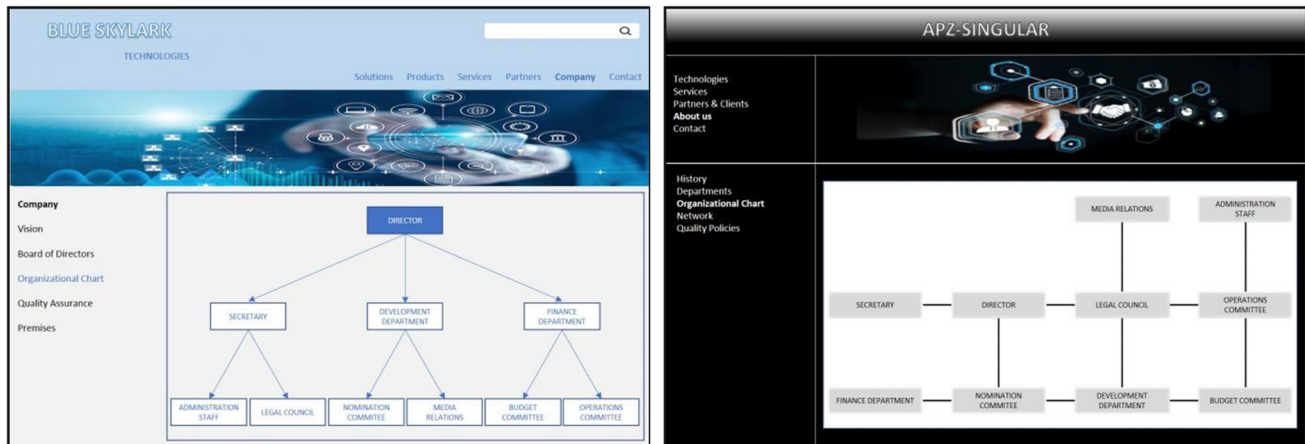 BLUE SKYLARK
TECHNOLOGIES
Solutions Products Services Partners Company Contact
Company
Vision
Board of Directors
Organizational Chart
Quality Assurance
Premises
DIRECTOR
SECRETARY
DEVELOPMENT
DEPARTMENT
FINANCE
DEPARTMENT
ADMINISTRATION
STAFF
LEGAL COUNCIL
NOMINATION
COMMITEE
MEDIA
RELATIONS
BUDGET
COMMITTEE
OPERATIONS
COMMITTEE
APZ-SINGULAR
Technologies
Services
Partners & Clients
About us
Contact
History
Departments
Organizational Chart
Network
Quality Policies
MEDIA RELATIONS
ADMINISTRATION
STAFF
SECRETARY
DIRECTOR
LEGAL COUNCIL
OPERATIONS
COMMITTEE
FINANCE DEPARTMENT
NOMINATION
COMMITEE
DEVELOPMENT
DEPARTMENT
BUDGET COMMITTEE